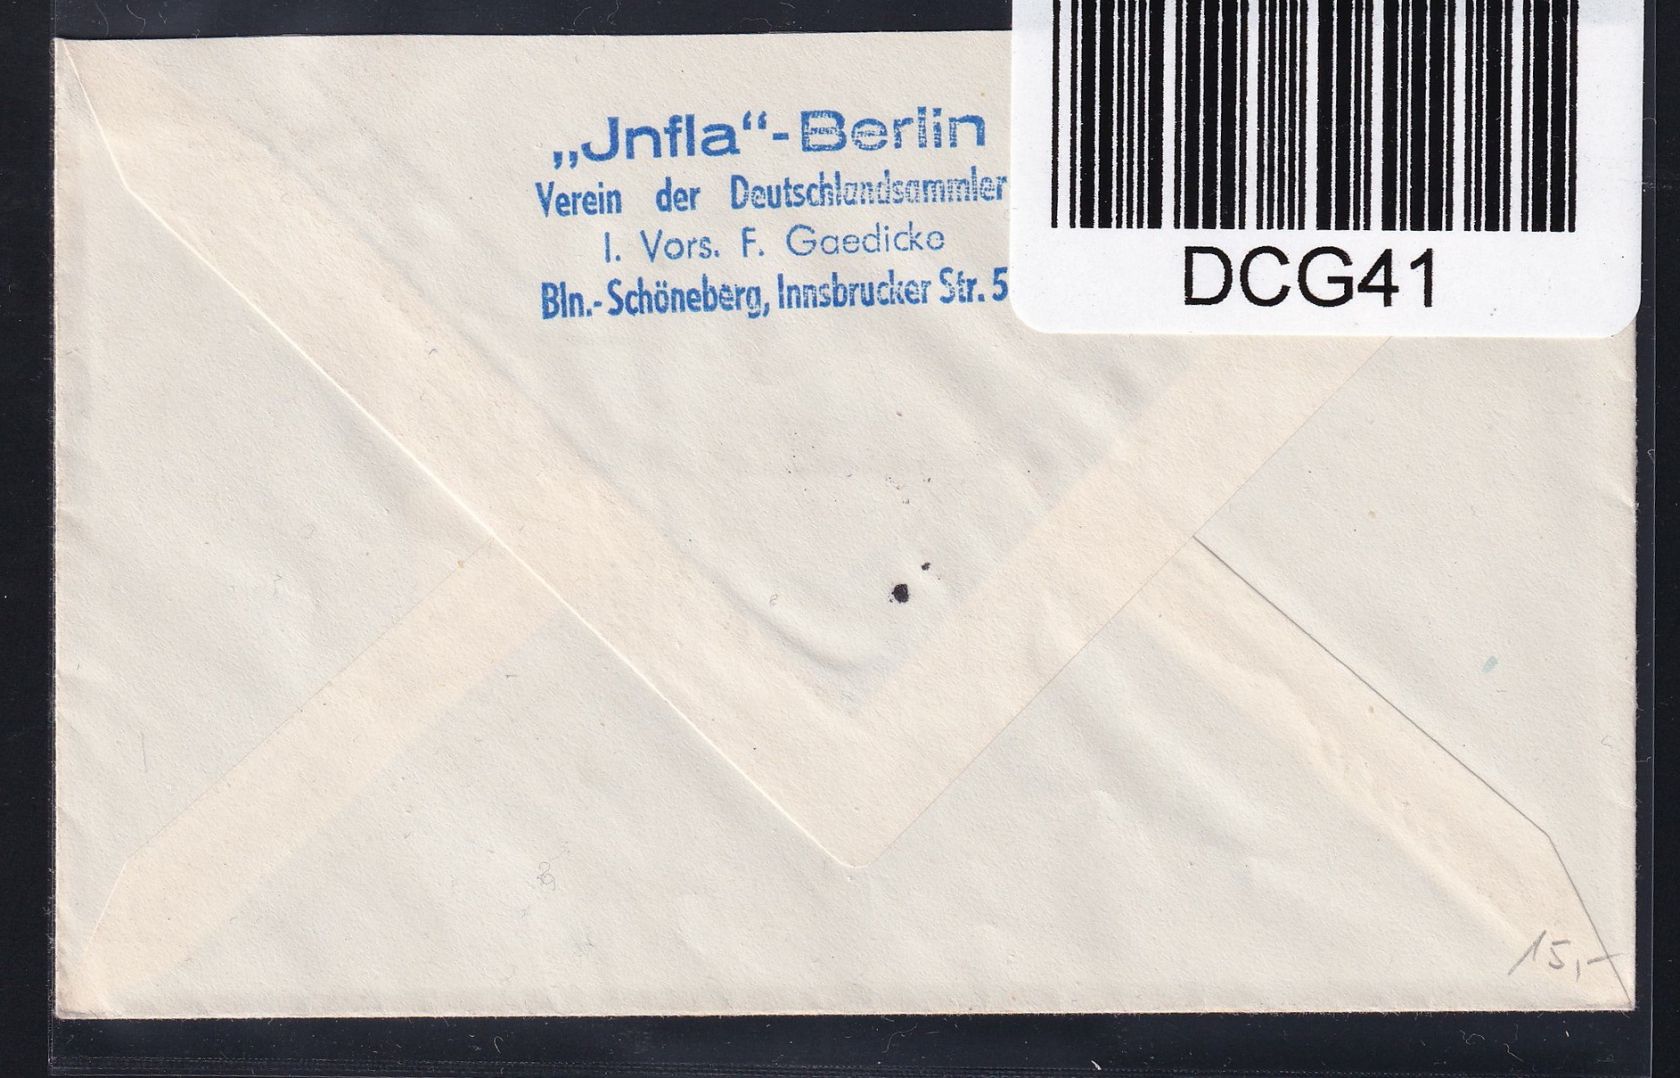 „Jnfla“-Berlin
Verein der Deutschlandsammler
I. Vors. F. Gaedicke
Bln.-Schöneberg, Innsbrucker Str. 5
DCG41
15,-